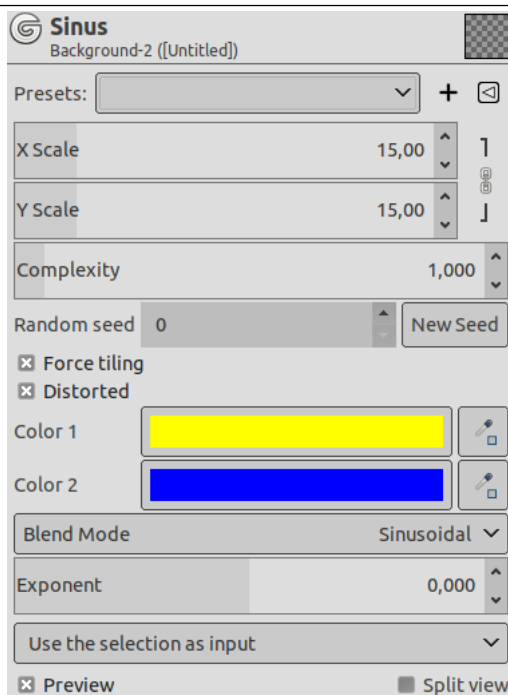 Sinus
Background-2 ([Untitled])
Presets:
X Scale 15,00
Y Scale 15,00
Complexity 1,000
Random seed 0 New Seed
Force tiling
Distorted
Color 1
Color 2
Blend Mode Sinusoidal
Exponent 0,000
Use the selection as input
Preview Split view